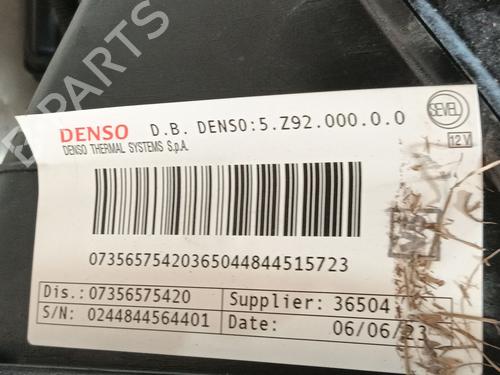 DENSO D.B. DENSO:5.Z92.000.0.0
SEVEL
DENSO THERMAL SYSTEMS S.p.A.
12V
07356575420365044844515723
Dis.: 07356575420 Supplier: 36504
S/N: 0244844564401 Date: 06/06/23